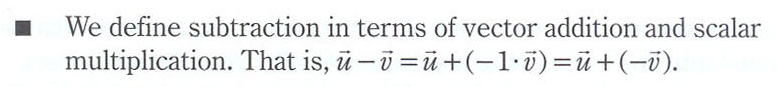 ■ We define subtraction in terms of vector addition and scalar
multiplication. That is, u⃗ − v⃗ = u⃗ + (−1·v⃗) = u⃗ + (−v⃗).